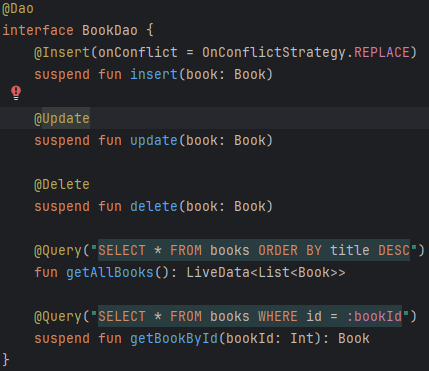 @Dao
interface BookDao {
    @Insert(onConflict = OnConflictStrategy.REPLACE)
    suspend fun insert(book: Book)

    @Update
    suspend fun update(book: Book)

    @Delete
    suspend fun delete(book: Book)

    @Query("SELECT * FROM books ORDER BY title DESC")
    fun getAllBooks(): LiveData<List<Book>>

    @Query("SELECT * FROM books WHERE id = :bookId")
    suspend fun getBookById(bookId: Int): Book
}